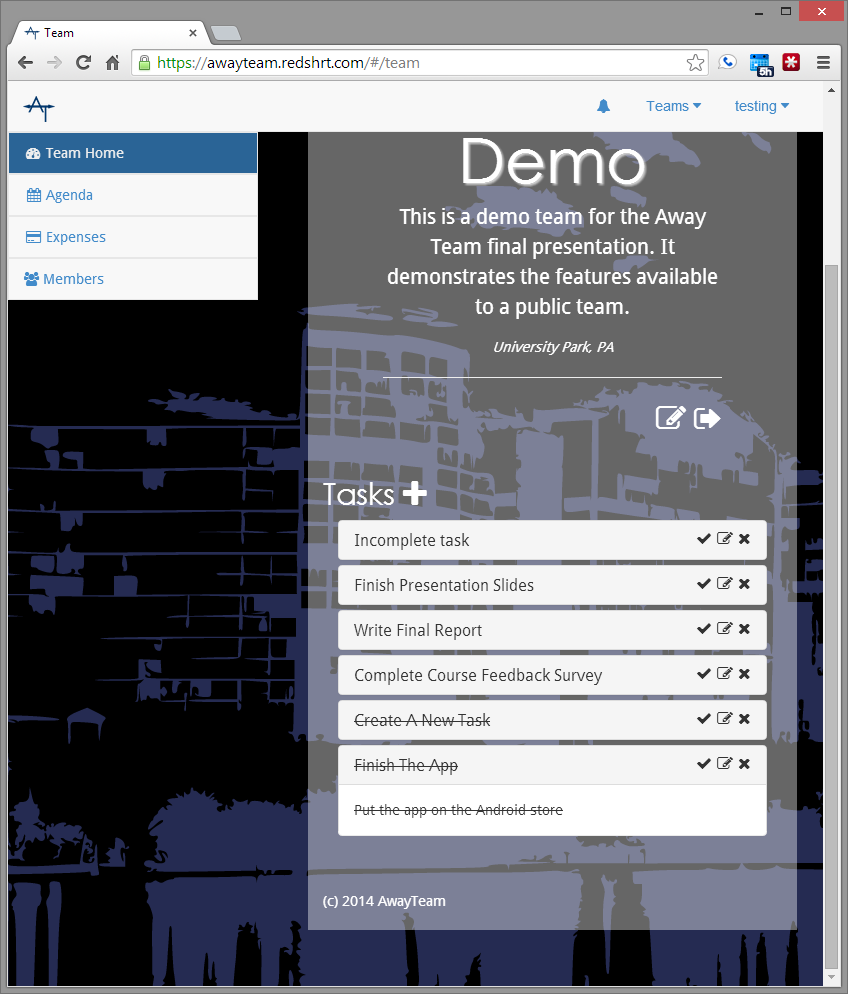 Team
https://awayteam.redshrt.com/#/team
5h
AT
Teams
testing
Team Home
Agenda
Expenses
Members
Demo
This is a demo team for the Away
Team final presentation. It
demonstrates the features available
to a public team.
University Park, PA
Tasks
Incomplete task
Finish Presentation Slides
Write Final Report
Complete Course Feedback Survey
Create A New Task
Finish The App
Put the app on the Android store
(c) 2014 AwayTeam